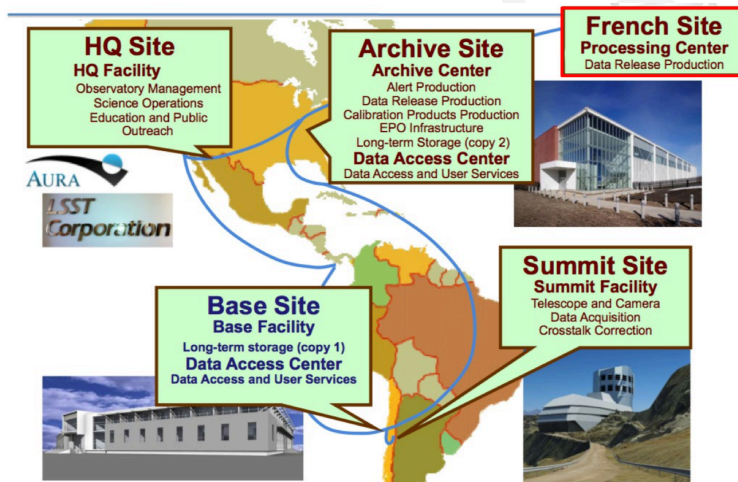 HQ Site
HQ Facility
Observatory Management
Science Operations
Education and Public
Outreach
Archive Site
Archive Center
Alert Production
Data Release Production
Calibration Products Production
EPO Infrastructure
Long-term Storage (copy 2)
Data Access Center
Data Access and User Services
French Site
Processing Center
Data Release Production
AURA
LSST
Corporation
Base Site
Base Facility
Long-term storage (copy 1)
Data Access Center
Data Access and User Services
Summit Site
Summit Facility
Telescope and Camera
Data Acquisition
Crosstalk Correction